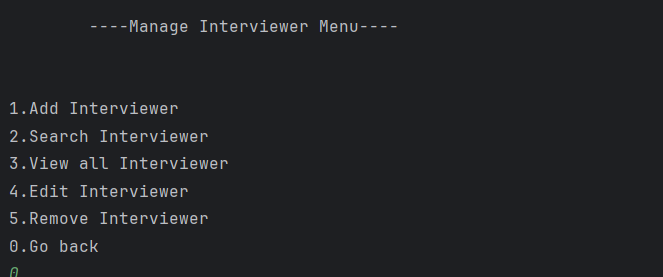 ----Manage Interviewer Menu----
1.Add Interviewer
2.Search Interviewer
3.View all Interviewer
4.Edit Interviewer
5.Remove Interviewer
0.Go back
0